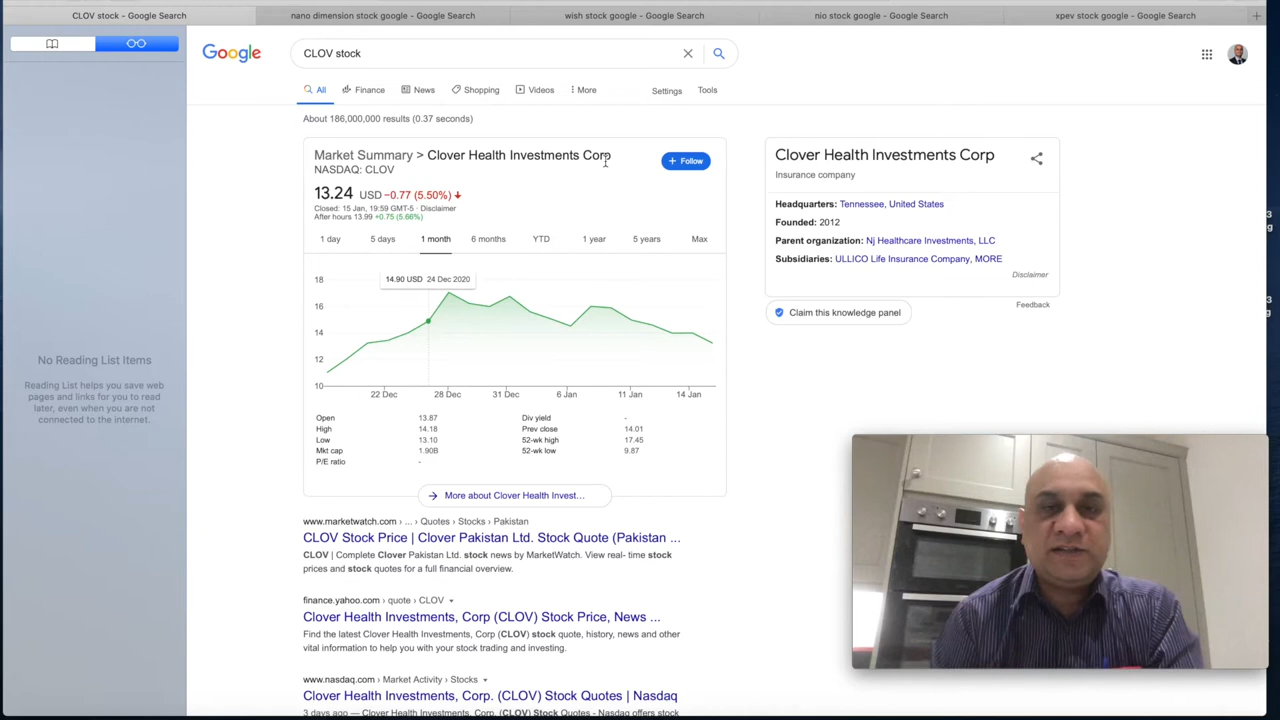 CLOV stock - Google Search
nano dimension stock google - Google Search
wish stock google - Google Search
nio stock google - Google Search
xpev stock google - Google Search
Google
CLOV stock
All
Finance
News
Shopping
Videos
More
Settings
Tools
About 186,000,000 results (0.37 seconds)
Market Summary > Clover Health Investments Corp
NASDAQ: CLOV
+ Follow
13.24 USD −0.77 (5.50%)
Closed: 15 Jan, 19:59 GMT-5 · Disclaimer
After hours 13.99 +0.75 (5.66%)
1 day
5 days
1 month
6 months
YTD
1 year
5 years
Max
14.90 USD 24 Dec 2020
18
16
14
12
10
22 Dec
28 Dec
31 Dec
6 Jan
11 Jan
14 Jan
Open 13.87
High 14.18
Low 13.10
Mkt cap 1.90B
P/E ratio -
Div yield -
Prev close 14.01
52-wk high 17.45
52-wk low 9.87
More about Clover Health Invest...
www.marketwatch.com › ... › Quotes › Stocks › Pakistan
CLOV Stock Price | Clover Pakistan Ltd. Stock Quote (Pakistan ...
CLOV | Complete Clover Pakistan Ltd. stock news by MarketWatch. View real- time stock
prices and stock quotes for a full financial overview.
finance.yahoo.com › quote › CLOV
Clover Health Investments, Corp (CLOV) Stock Price, News ...
Find the latest Clover Health Investments, Corp (CLOV) stock quote, history, news and other
vital information to help you with your stock trading and investing.
www.nasdaq.com › Market Activity › Stocks
Clover Health Investments, Corp. (CLOV) Stock Quotes | Nasdaq
3 days ago — Clover Health Investments, Corp. (CLOV) Stock Quotes - Nasdaq offers stock
Clover Health Investments Corp
Insurance company
Headquarters: Tennessee, United States
Founded: 2012
Parent organization: Nj Healthcare Investments, LLC
Subsidiaries: ULLICO Life Insurance Company, MORE
Disclaimer
Feedback
Claim this knowledge panel
No Reading List Items
Reading List helps you save web
pages and links for you to read
later, even when you are not
connected to the internet.